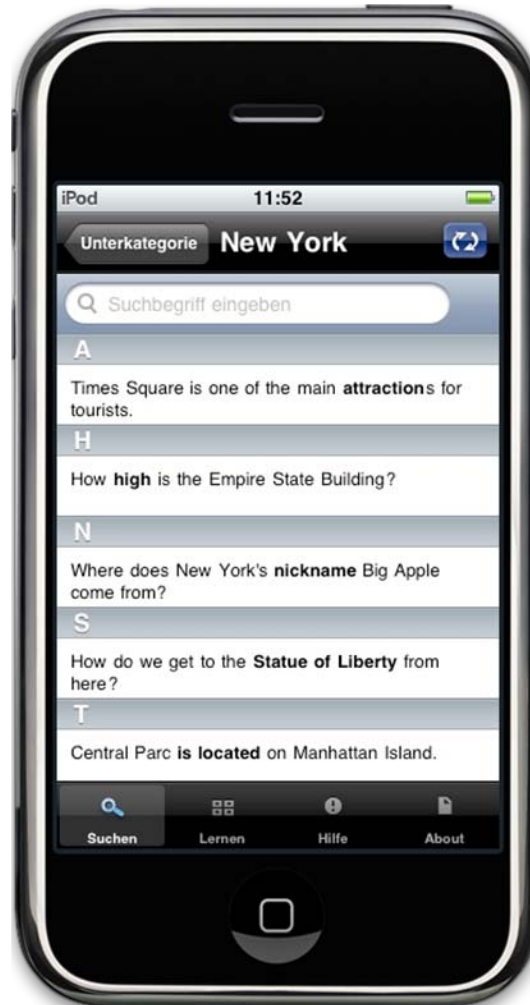 iPod 11:52
Unterkategorie New York
Suchbegriff eingeben
A
Times Square is one of the main attractions for
tourists.
H
How high is the Empire State Building?
N
Where does New York's nickname Big Apple
come from?
S
How do we get to the Statue of Liberty from
here?
T
Central Parc is located on Manhattan Island.
Suchen Lernen Hilfe About